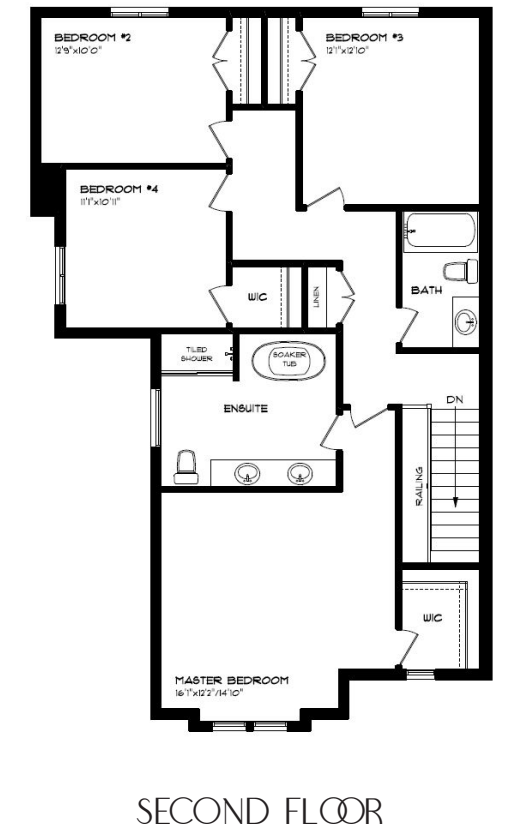 BEDROOM #2
12'9"x10'0"
BEDROOM #3
12'1"x12'10"
BEDROOM #4
11'1"x10'11"
WIC
LINEN
BATH
TILED
SHOWER
SOAKER
TUB
ENSUITE
DN
RAILING
WIC
MASTER BEDROOM
16'1"x12'2"/14'10"
SECOND FLOOR